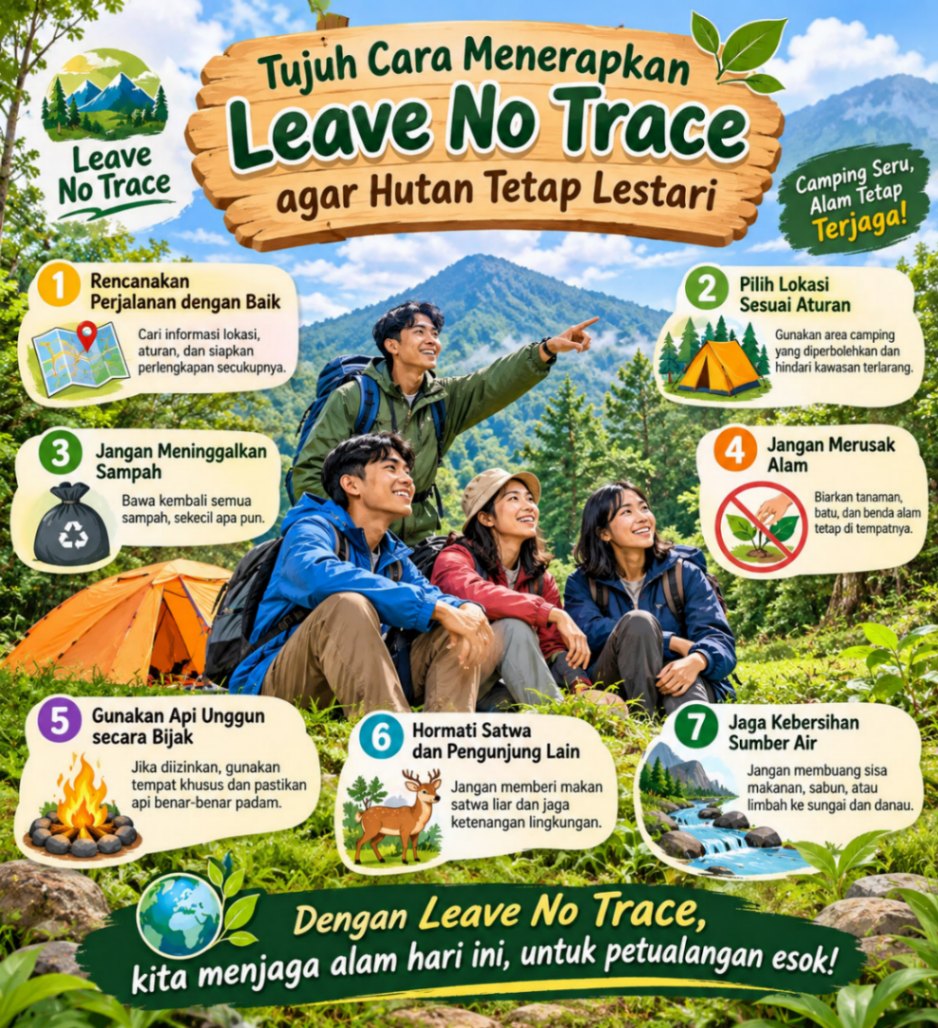 Tujuh Cara Menerapkan
Leave No Trace
agar Hutan Tetap Lestari
Leave
No Trace
Camping Seru,
Alam Tetap
Terjaga!
1
Rencanakan
Perjalanan dengan Baik
Cari informasi lokasi,
aturan, dan siapkan
perlengkapan secukupnya.
2
Pilih Lokasi
Sesuai Aturan
Gunakan area camping
yang diperbolehkan dan
hindari kawasan terlarang.
3
Jangan Meninggalkan
Sampah
Bawa kembali semua
sampah, sekecil apa pun.
4
Jangan Merusak
Alam
Biarkan tanaman,
batu, dan benda alam
tetap di tempatnya.
5
Gunakan Api Unggun
secara Bijak
Jika diizinkan, gunakan
tempat khusus dan pastikan
api benar-benar padam.
6
Hormati Satwa
dan Pengunjung Lain
Jangan memberi makan
satwa liar dan jaga
ketenangan lingkungan.
7
Jaga Kebersihan
Sumber Air
Jangan membuang sisa
makanan, sabun, atau
limbah ke sungai dan danau.
Dengan Leave No Trace,
kita menjaga alam hari ini, untuk petualangan esok!